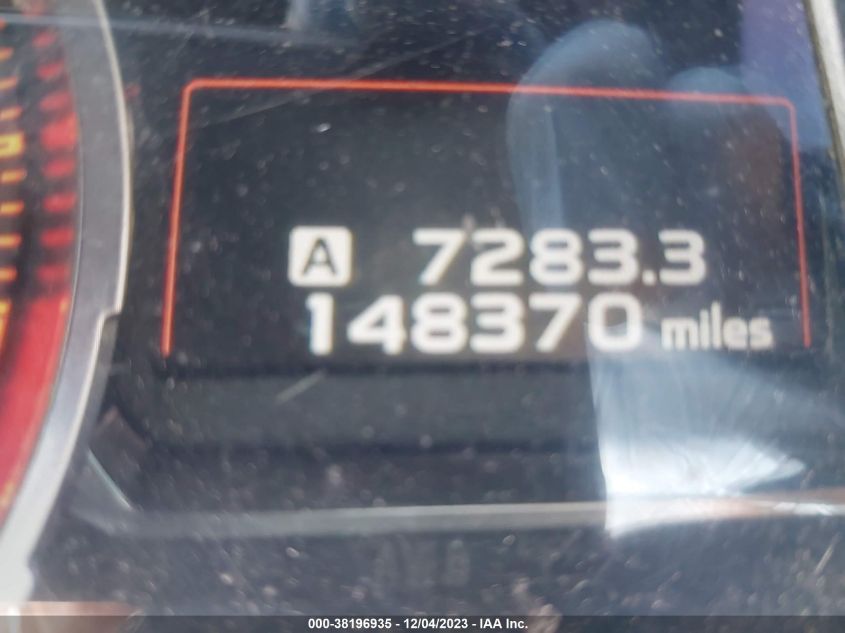 A 7283.3
148370 miles
000-38196935 - 12/04/2023 - IAA Inc.